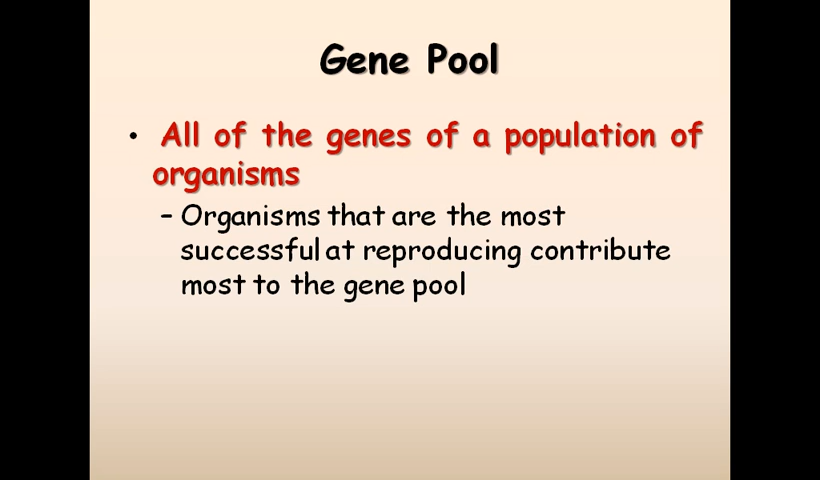 Gene Pool
• All of the genes of a population of
organisms
– Organisms that are the most
successful at reproducing contribute
most to the gene pool